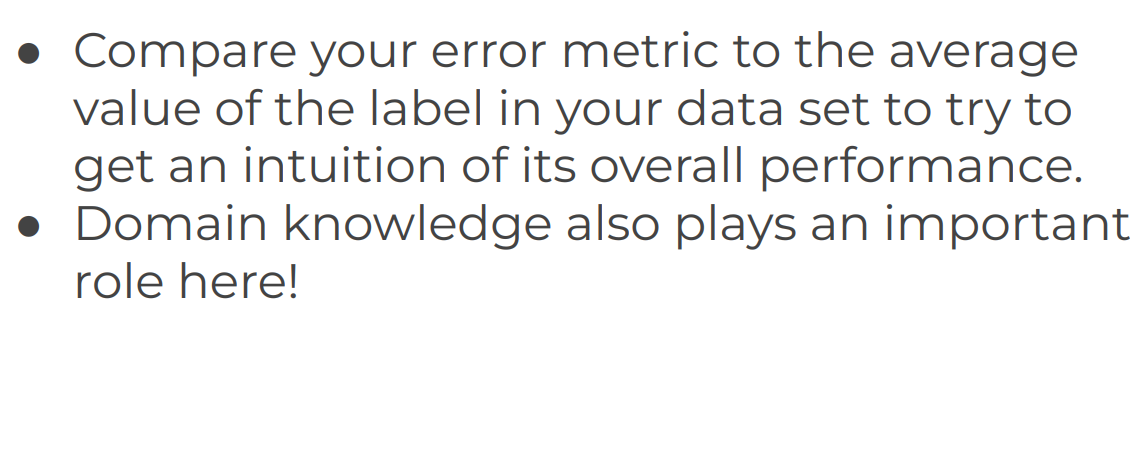 ● Compare your error metric to the average
value of the label in your data set to try to
get an intuition of its overall performance.
● Domain knowledge also plays an important
role here!